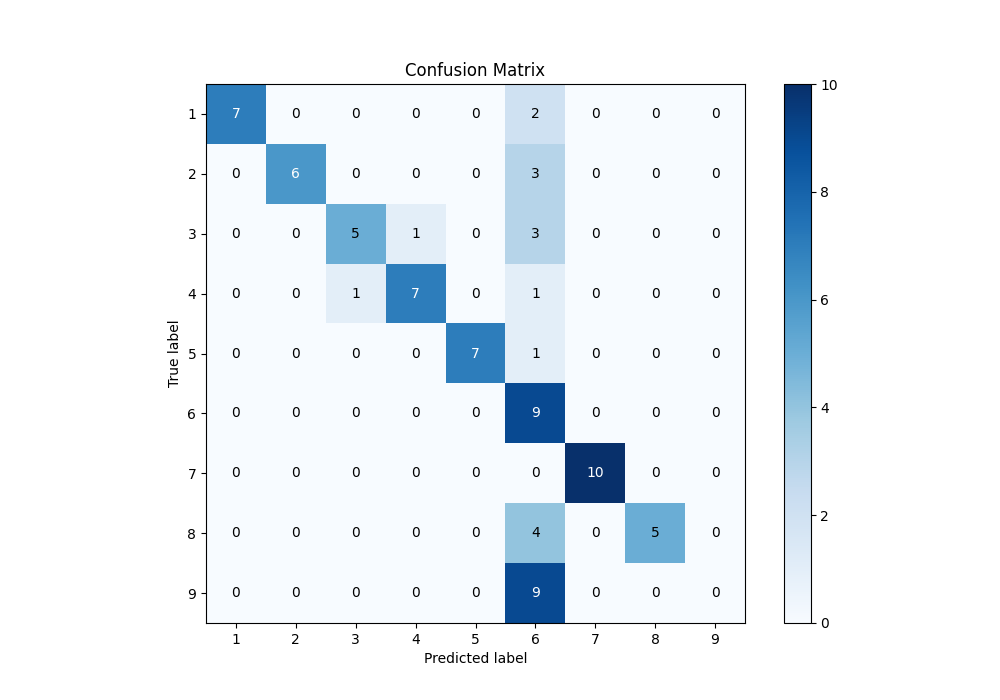 Confusion Matrix
1 7 0 0 0 0 2 0 0 0
2 0 6 0 0 0 3 0 0 0
3 0 0 5 1 0 3 0 0 0
4 0 0 1 7 0 1 0 0 0
5 0 0 0 0 7 1 0 0 0
6 0 0 0 0 0 9 0 0 0
7 0 0 0 0 0 0 10 0 0
8 0 0 0 0 0 4 0 5 0
9 0 0 0 0 0 9 0 0 0
1 2 3 4 5 6 7 8 9
Predicted label
True label
10
8
6
4
2
0